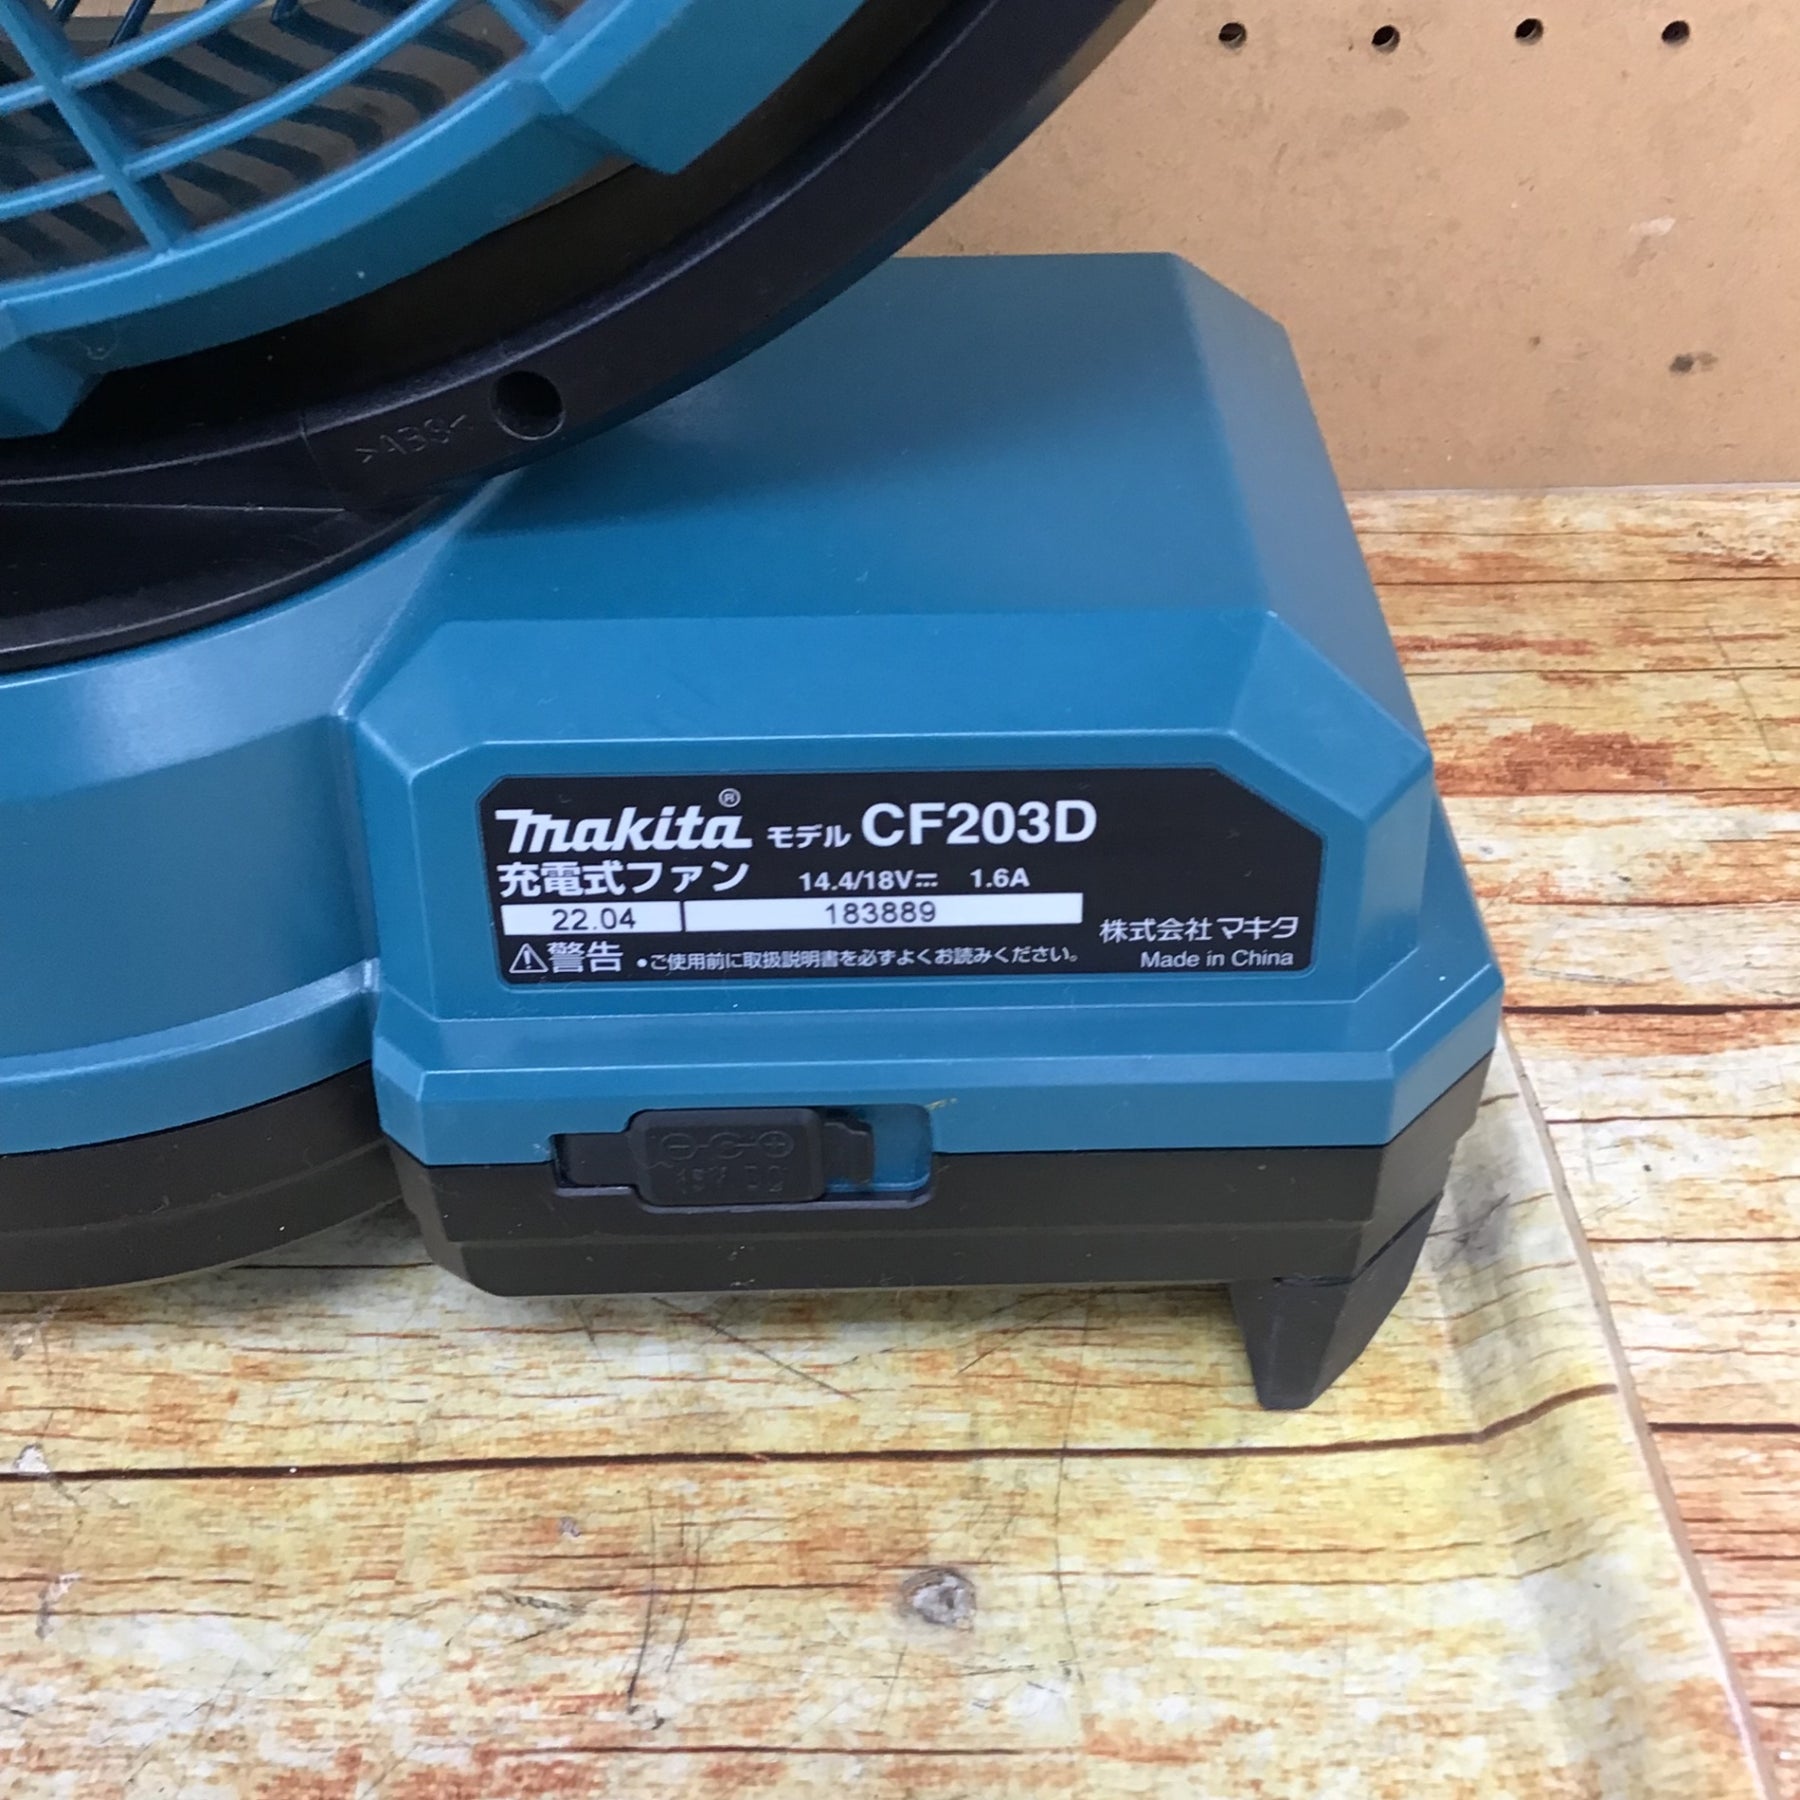 >ABS<
makita® モデル CF203D
充電式ファン 14.4/18V⎓ 1.6A
22.04 183889
株式会社 マキタ
⚠警告 •ご使用前に取扱説明書を必ずよくお読みください。
Made in China